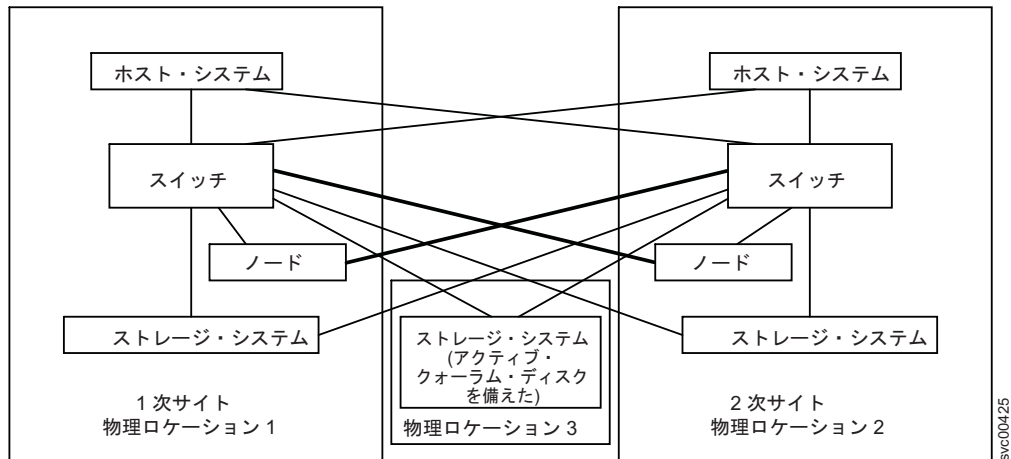 ホスト・システム
ホスト・システム
スイッチ
スイッチ
ノード
ノード
ストレージ・システム
ストレージ・システム
(アクティブ・
クォーラム・ディスク
を備えた)
ストレージ・システム
1 次サイト
物理ロケーション 1
物理ロケーション 3
2 次サイト
物理ロケーション 2
svc00425